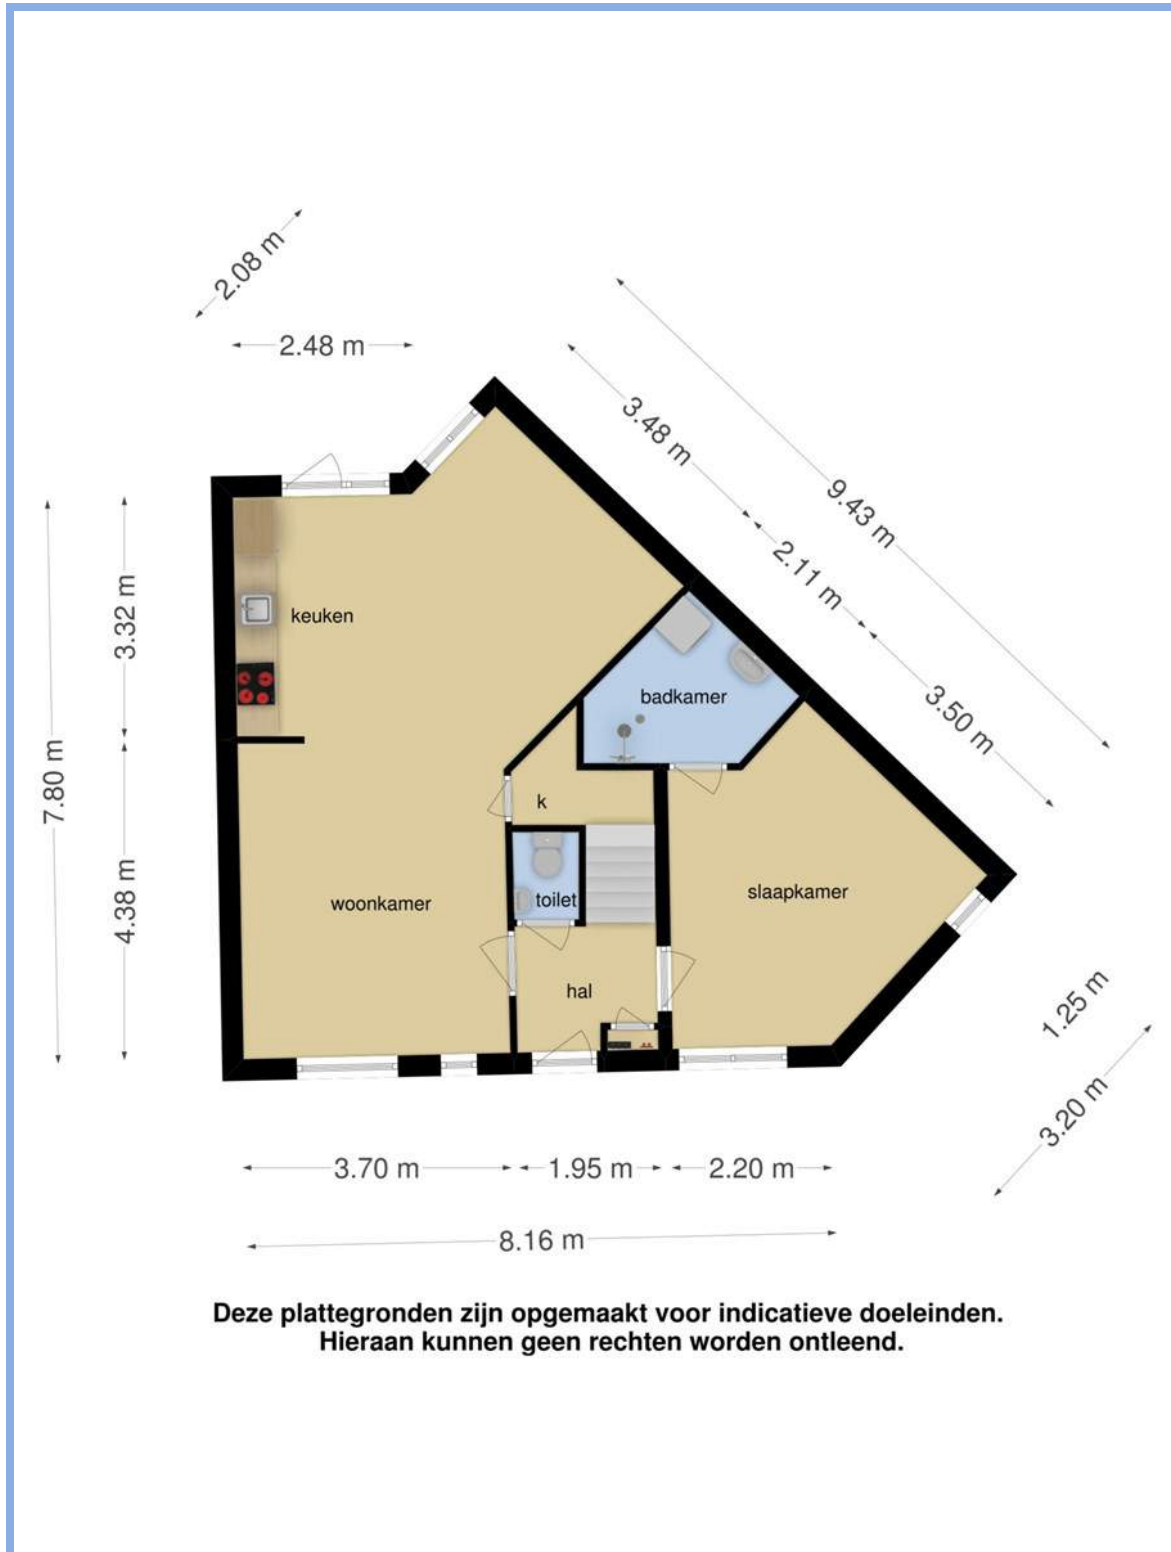 2.08 m
2.48 m
3.48 m
9.43 m
2.11 m
3.50 m
3.32 m
7.80 m
4.38 m
keuken
badkamer
k
toilet
woonkamer
slaapkamer
hal
1.25 m
3.20 m
3.70 m
1.95 m
2.20 m
8.16 m
Deze plattegronden zijn opgemaakt voor indicatieve doeleinden.
Hieraan kunnen geen rechten worden ontleend.